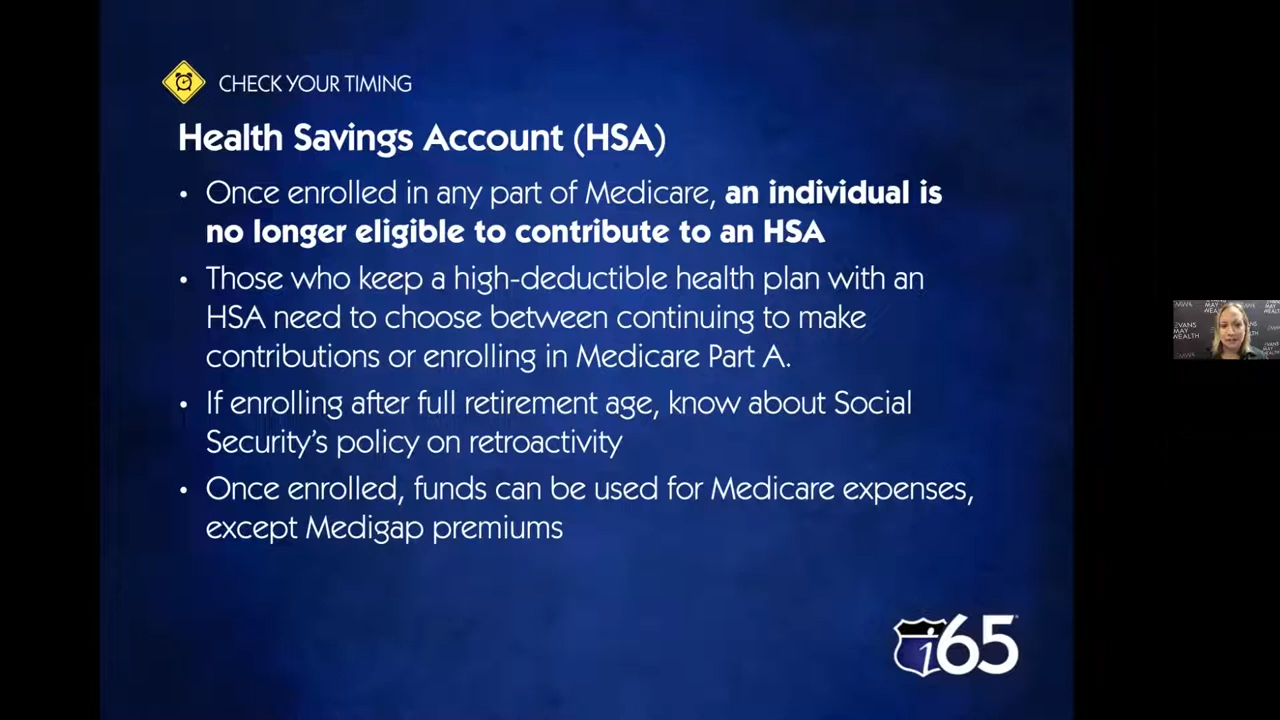 CHECK YOUR TIMING
Health Savings Account (HSA)
• Once enrolled in any part of Medicare, an individual is
no longer eligible to contribute to an HSA
• Those who keep a high-deductible health plan with an
HSA need to choose between continuing to make
contributions or enrolling in Medicare Part A.
• If enrolling after full retirement age, know about Social
Security's policy on retroactivity
• Once enrolled, funds can be used for Medicare expenses,
except Medigap premiums
i65
EVANS
MAY
WEALTH